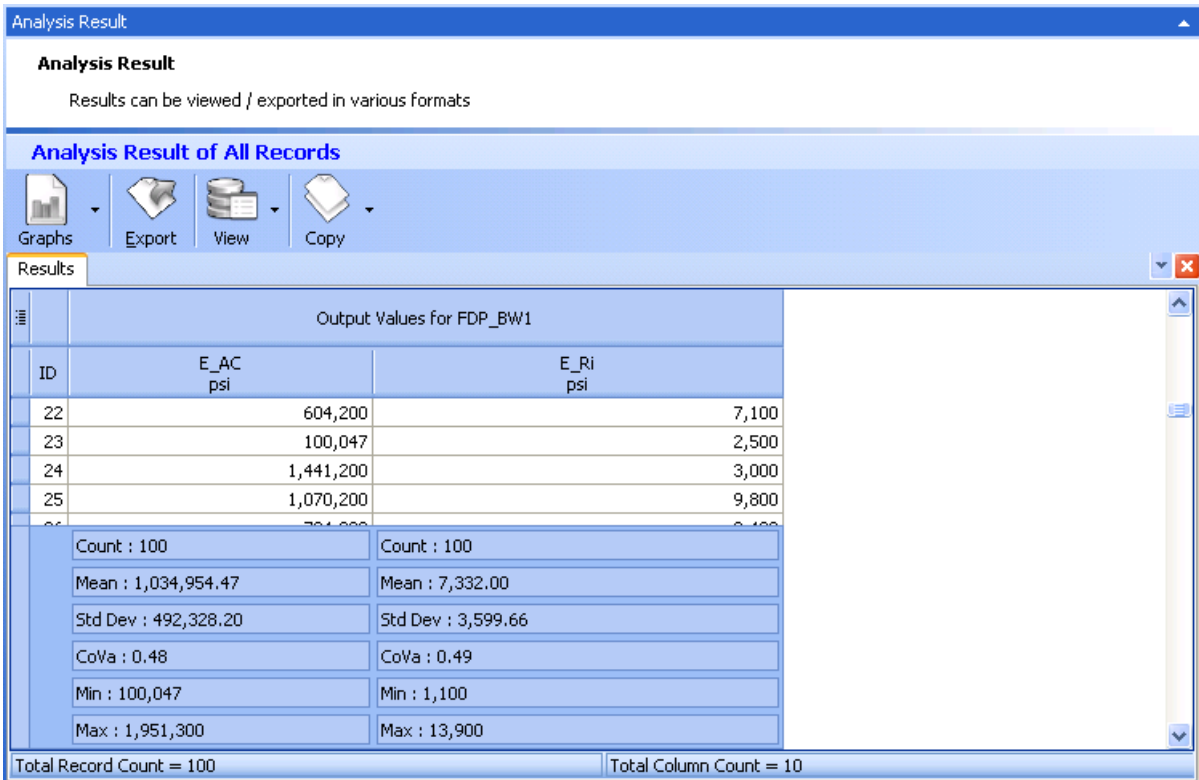 Analysis Result
Analysis Result
Results can be viewed / exported in various formats
Analysis Result of All Records
Graphs Export View Copy
Results
Output Values for FDP_BW1
ID E_AC psi E_Ri psi
22 604,200 7,100
23 100,047 2,500
24 1,441,200 3,000
25 1,070,200 9,800
Count : 100 Count : 100
Mean : 1,034,954.47 Mean : 7,332.00
Std Dev : 492,328.20 Std Dev : 3,599.66
CoVa : 0.48 CoVa : 0.49
Min : 100,047 Min : 1,100
Max : 1,951,300 Max : 13,900
Total Record Count = 100 Total Column Count = 10